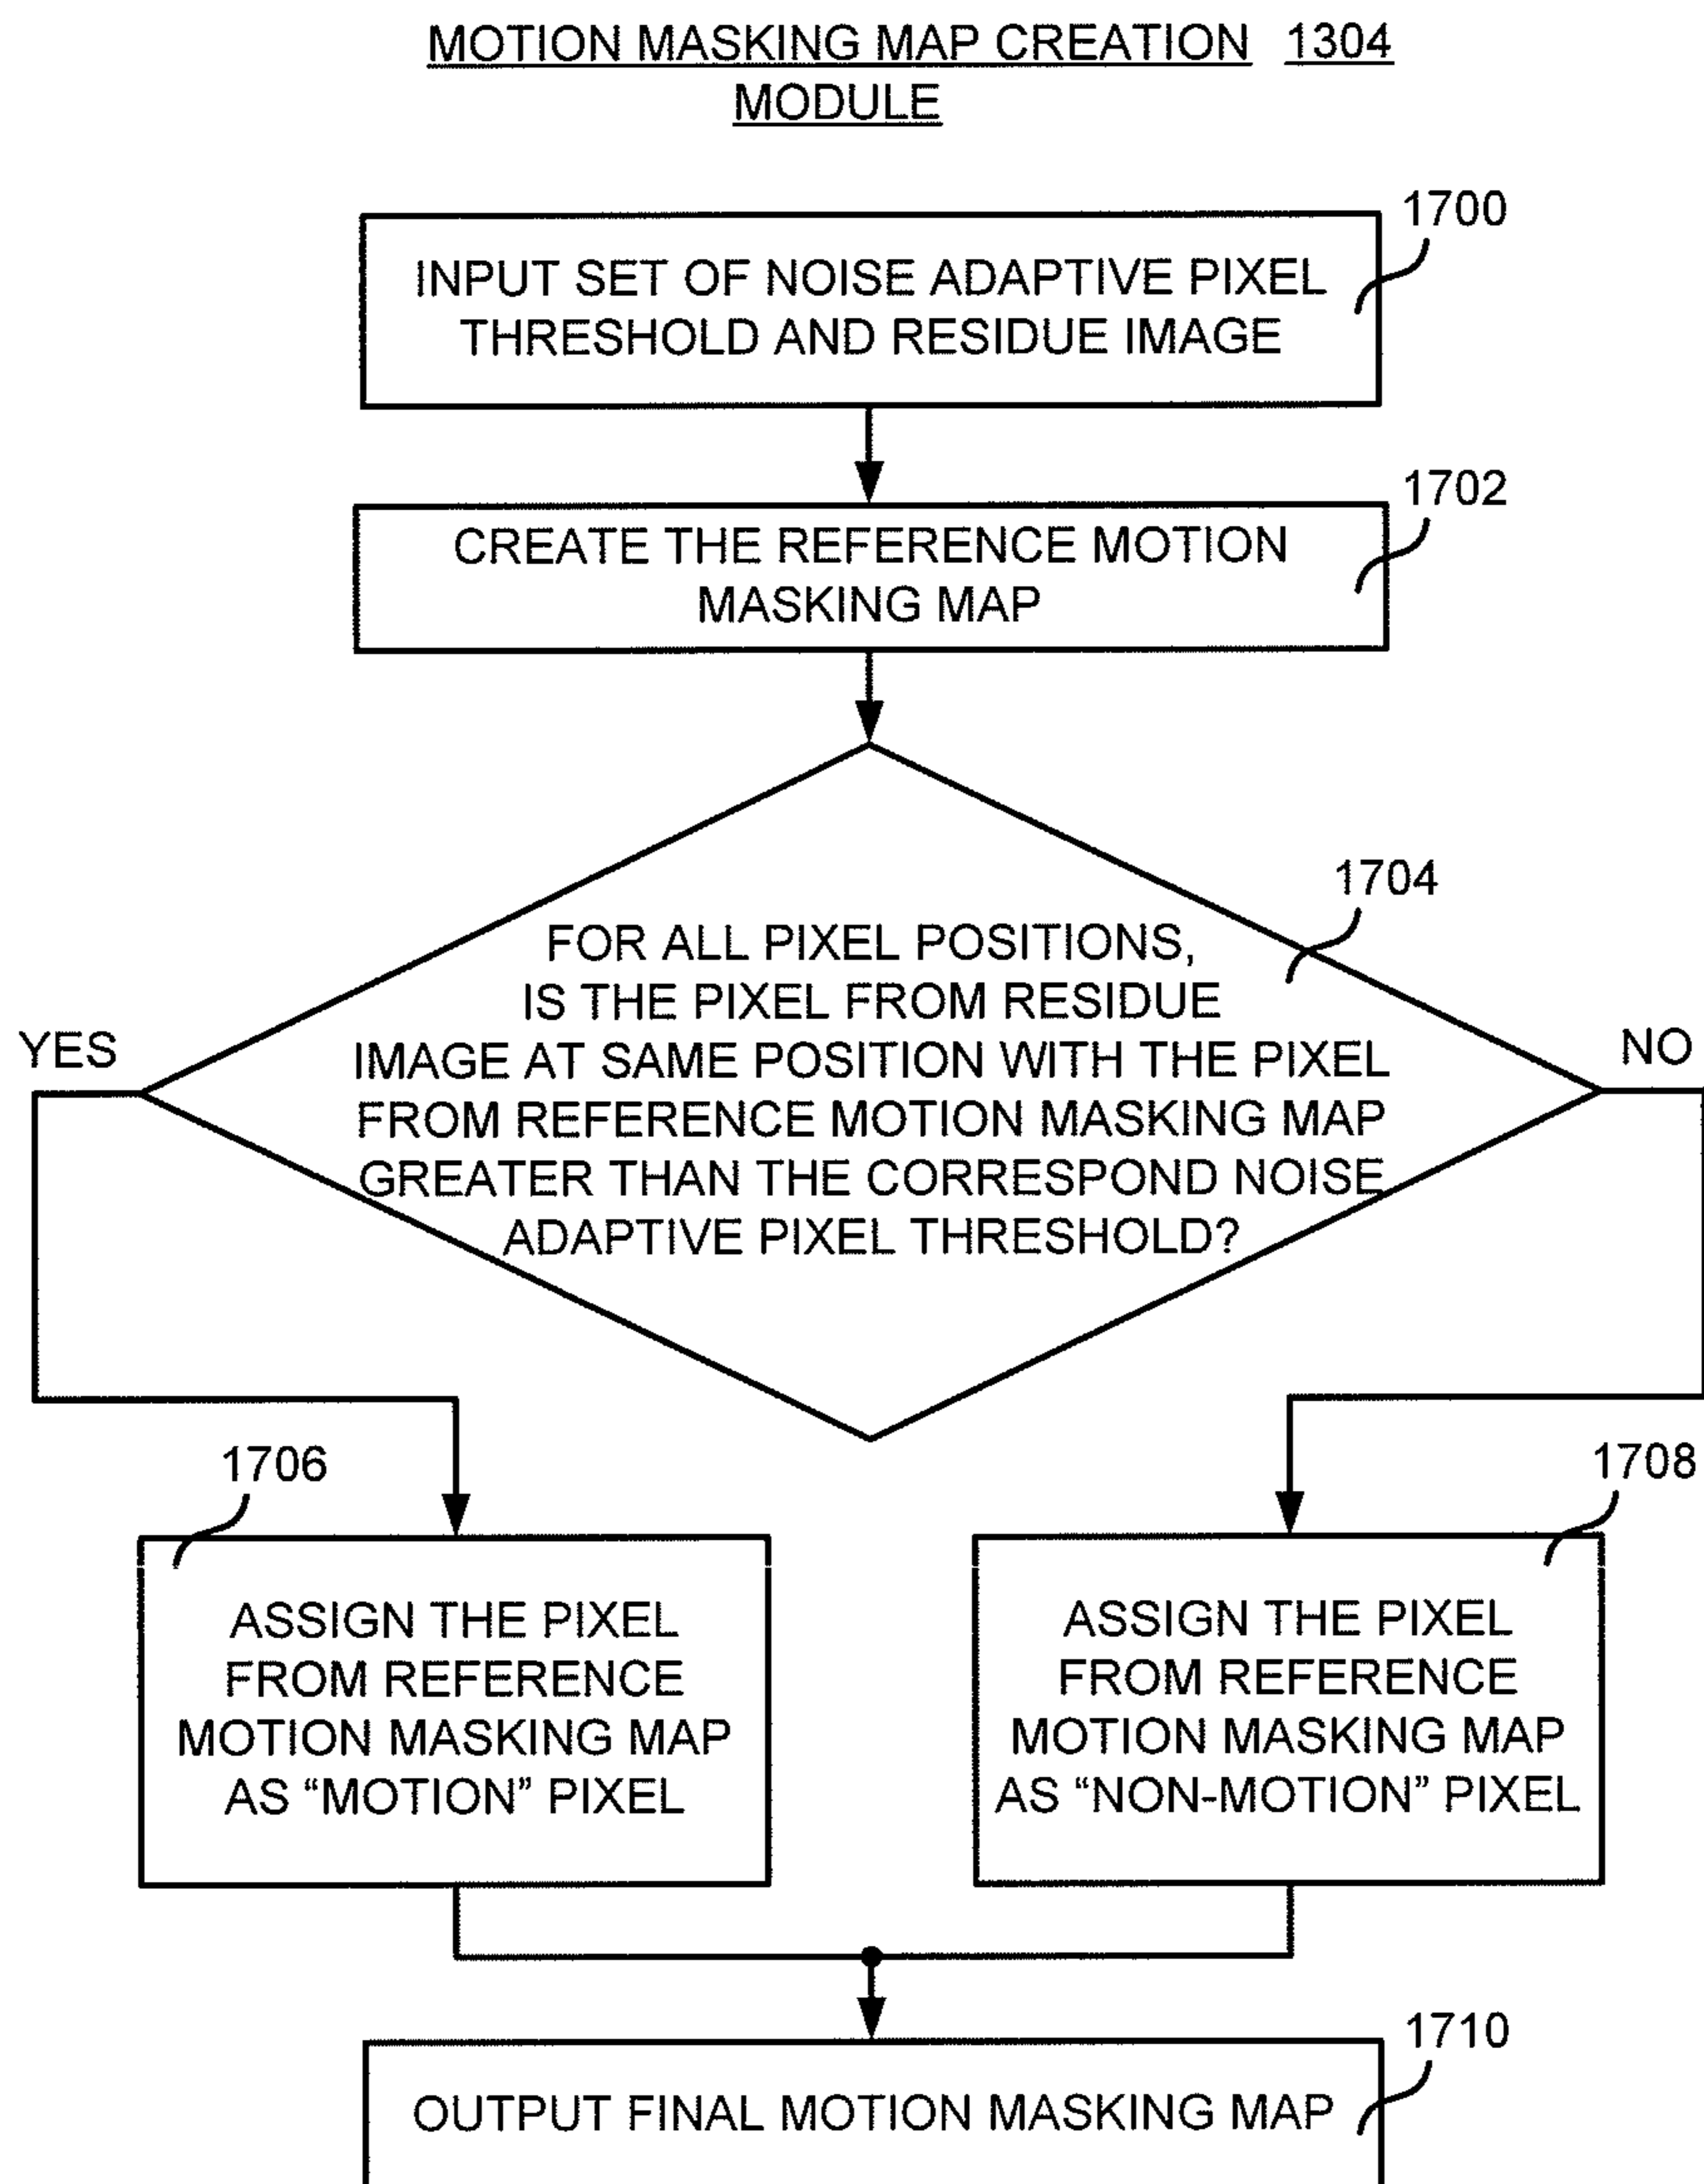 MOTION MASKING MAP CREATION 1304
MODULE
1700
INPUT SET OF NOISE ADAPTIVE PIXEL
THRESHOLD AND RESIDUE IMAGE
1702
CREATE THE REFERENCE MOTION
MASKING MAP
1704
FOR ALL PIXEL POSITIONS,
IS THE PIXEL FROM RESIDUE
IMAGE AT SAME POSITION WITH THE PIXEL
FROM REFERENCE MOTION MASKING MAP
GREATER THAN THE CORRESPOND NOISE
ADAPTIVE PIXEL THRESHOLD?
YES
NO
1706
ASSIGN THE PIXEL
FROM REFERENCE
MOTION MASKING MAP
AS “MOTION” PIXEL
1708
ASSIGN THE PIXEL
FROM REFERENCE
MOTION MASKING MAP
AS “NON-MOTION” PIXEL
1710
OUTPUT FINAL MOTION MASKING MAP